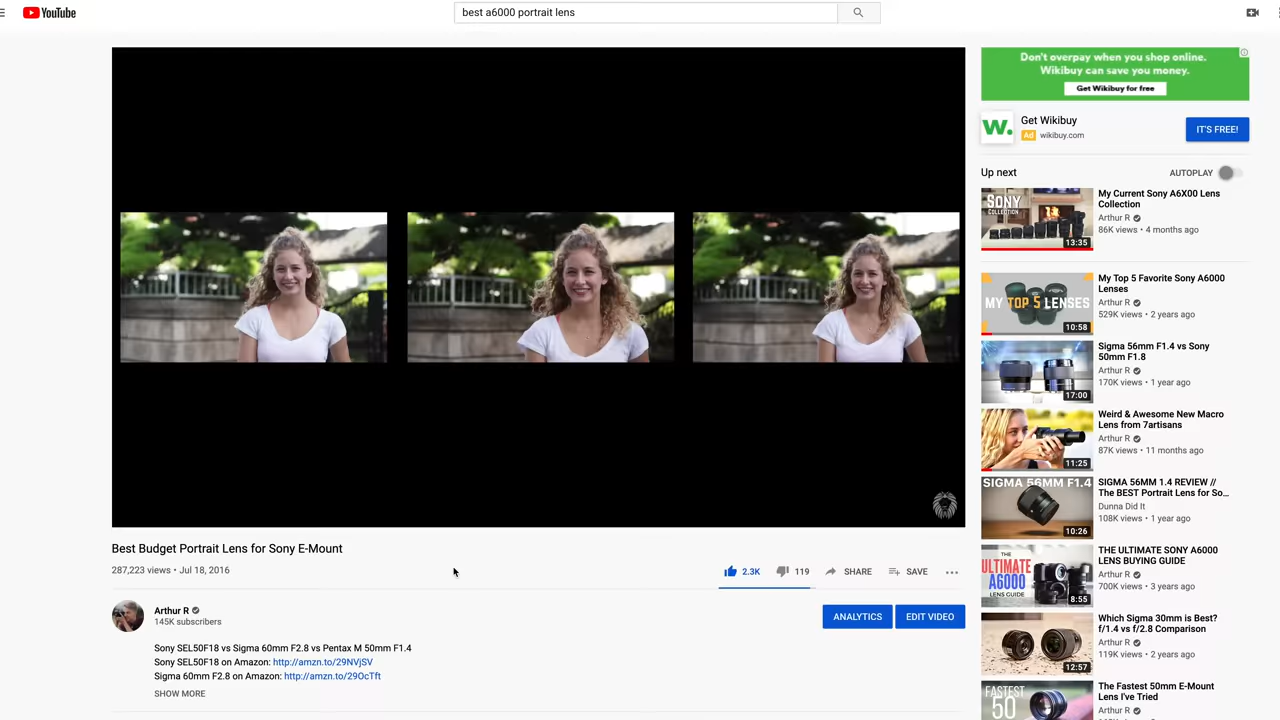 YouTube
best a6000 portrait lens
Don't overpay when you shop online.
Wikibuy can save you money.
Get Wikibuy for free
W.
Get Wikibuy
Ad wikibuy.com
IT'S FREE!
Up next
AUTOPLAY
SONY
COLLECTION
13:35
My Current Sony A6X00 Lens
Collection
Arthur R
86K views • 4 months ago
MY TOP 5 LENSES
10:58
My Top 5 Favorite Sony A6000
Lenses
Arthur R
529K views • 2 years ago
17:00
Sigma 56mm F1.4 vs Sony
50mm F1.8
Arthur R
170K views • 1 year ago
11:25
Weird & Awesome New Macro
Lens from 7artisans
Arthur R
87K views • 11 months ago
SIGMA 56MM F1.4
10:26
SIGMA 56MM 1.4 REVIEW //
The BEST Portrait Lens for So...
Dunna Did It
108K views • 1 year ago
THE
ULTIMATE
A6000
LENS GUIDE
8:55
THE ULTIMATE SONY A6000
LENS BUYING GUIDE
Arthur R
700K views • 3 years ago
12:57
Which Sigma 30mm is Best?
f/1.4 vs f/2.8 Comparison
Arthur R
119K views • 2 years ago
FASTEST
50
The Fastest 50mm E-Mount
Lens I've Tried
Arthur R
Best Budget Portrait Lens for Sony E-Mount
287,223 views • Jul 18, 2016
2.3K
119
SHARE
SAVE
Arthur R
145K subscribers
ANALYTICS
EDIT VIDEO
Sony SEL50F18 vs Sigma 60mm F2.8 vs Pentax M 50mm F1.4
Sony SEL50F18 on Amazon: http://amzn.to/29NVjSV
Sigma 60mm F2.8 on Amazon: http://amzn.to/29OcTft
SHOW MORE